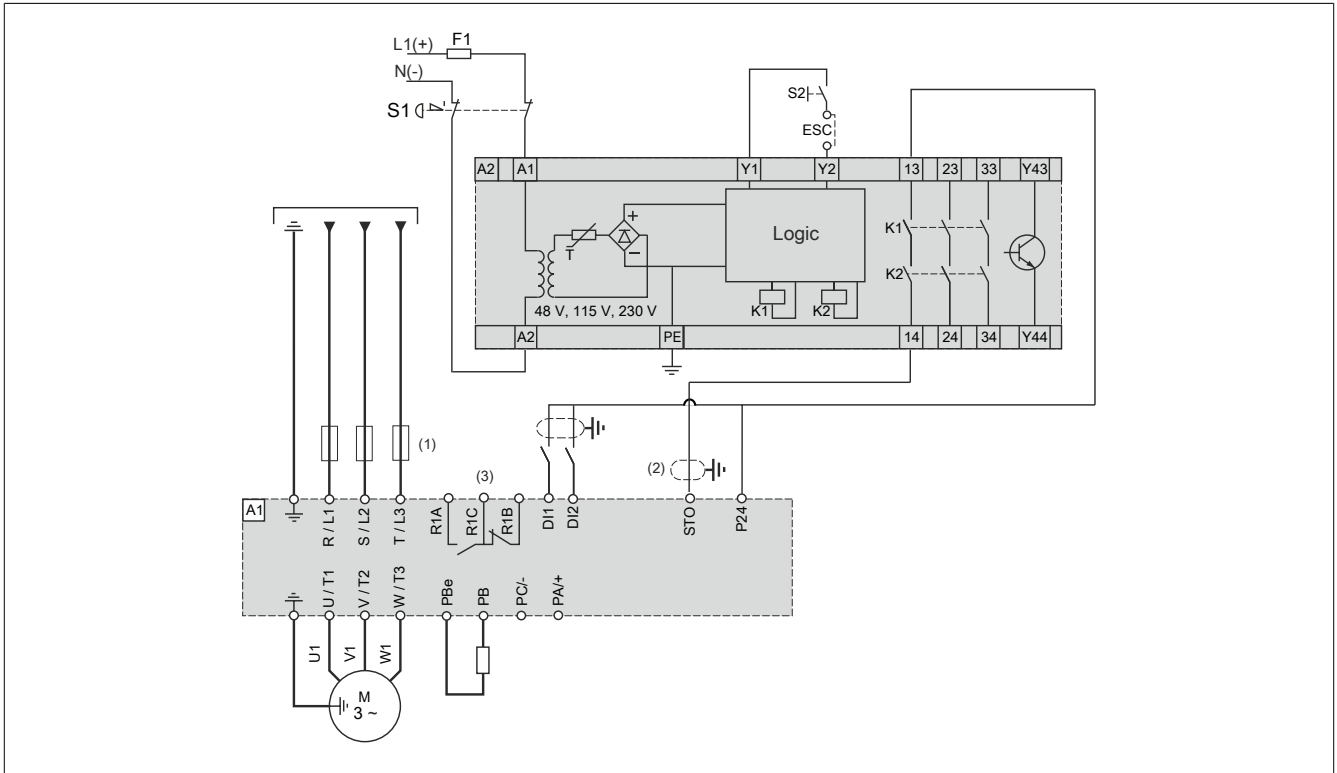 L1(+) F1
N(-)
S1
S2
ESC
A2 A1 Y1 Y2 13 23 33 Y43
+
T
−
Logic
K1
K2
48 V, 115 V, 230 V
K1 K2
A2 PE 14 24 34 Y44
(1)
(2)
(3)
A1
R / L1
S / L2
T / L3
R1A
R1C
R1B
DI1
DI2
STO
P24
U / T1
V / T2
W / T3
PBe
PB
PC/-
PA/+
U1
V1
W1
M
3 ~